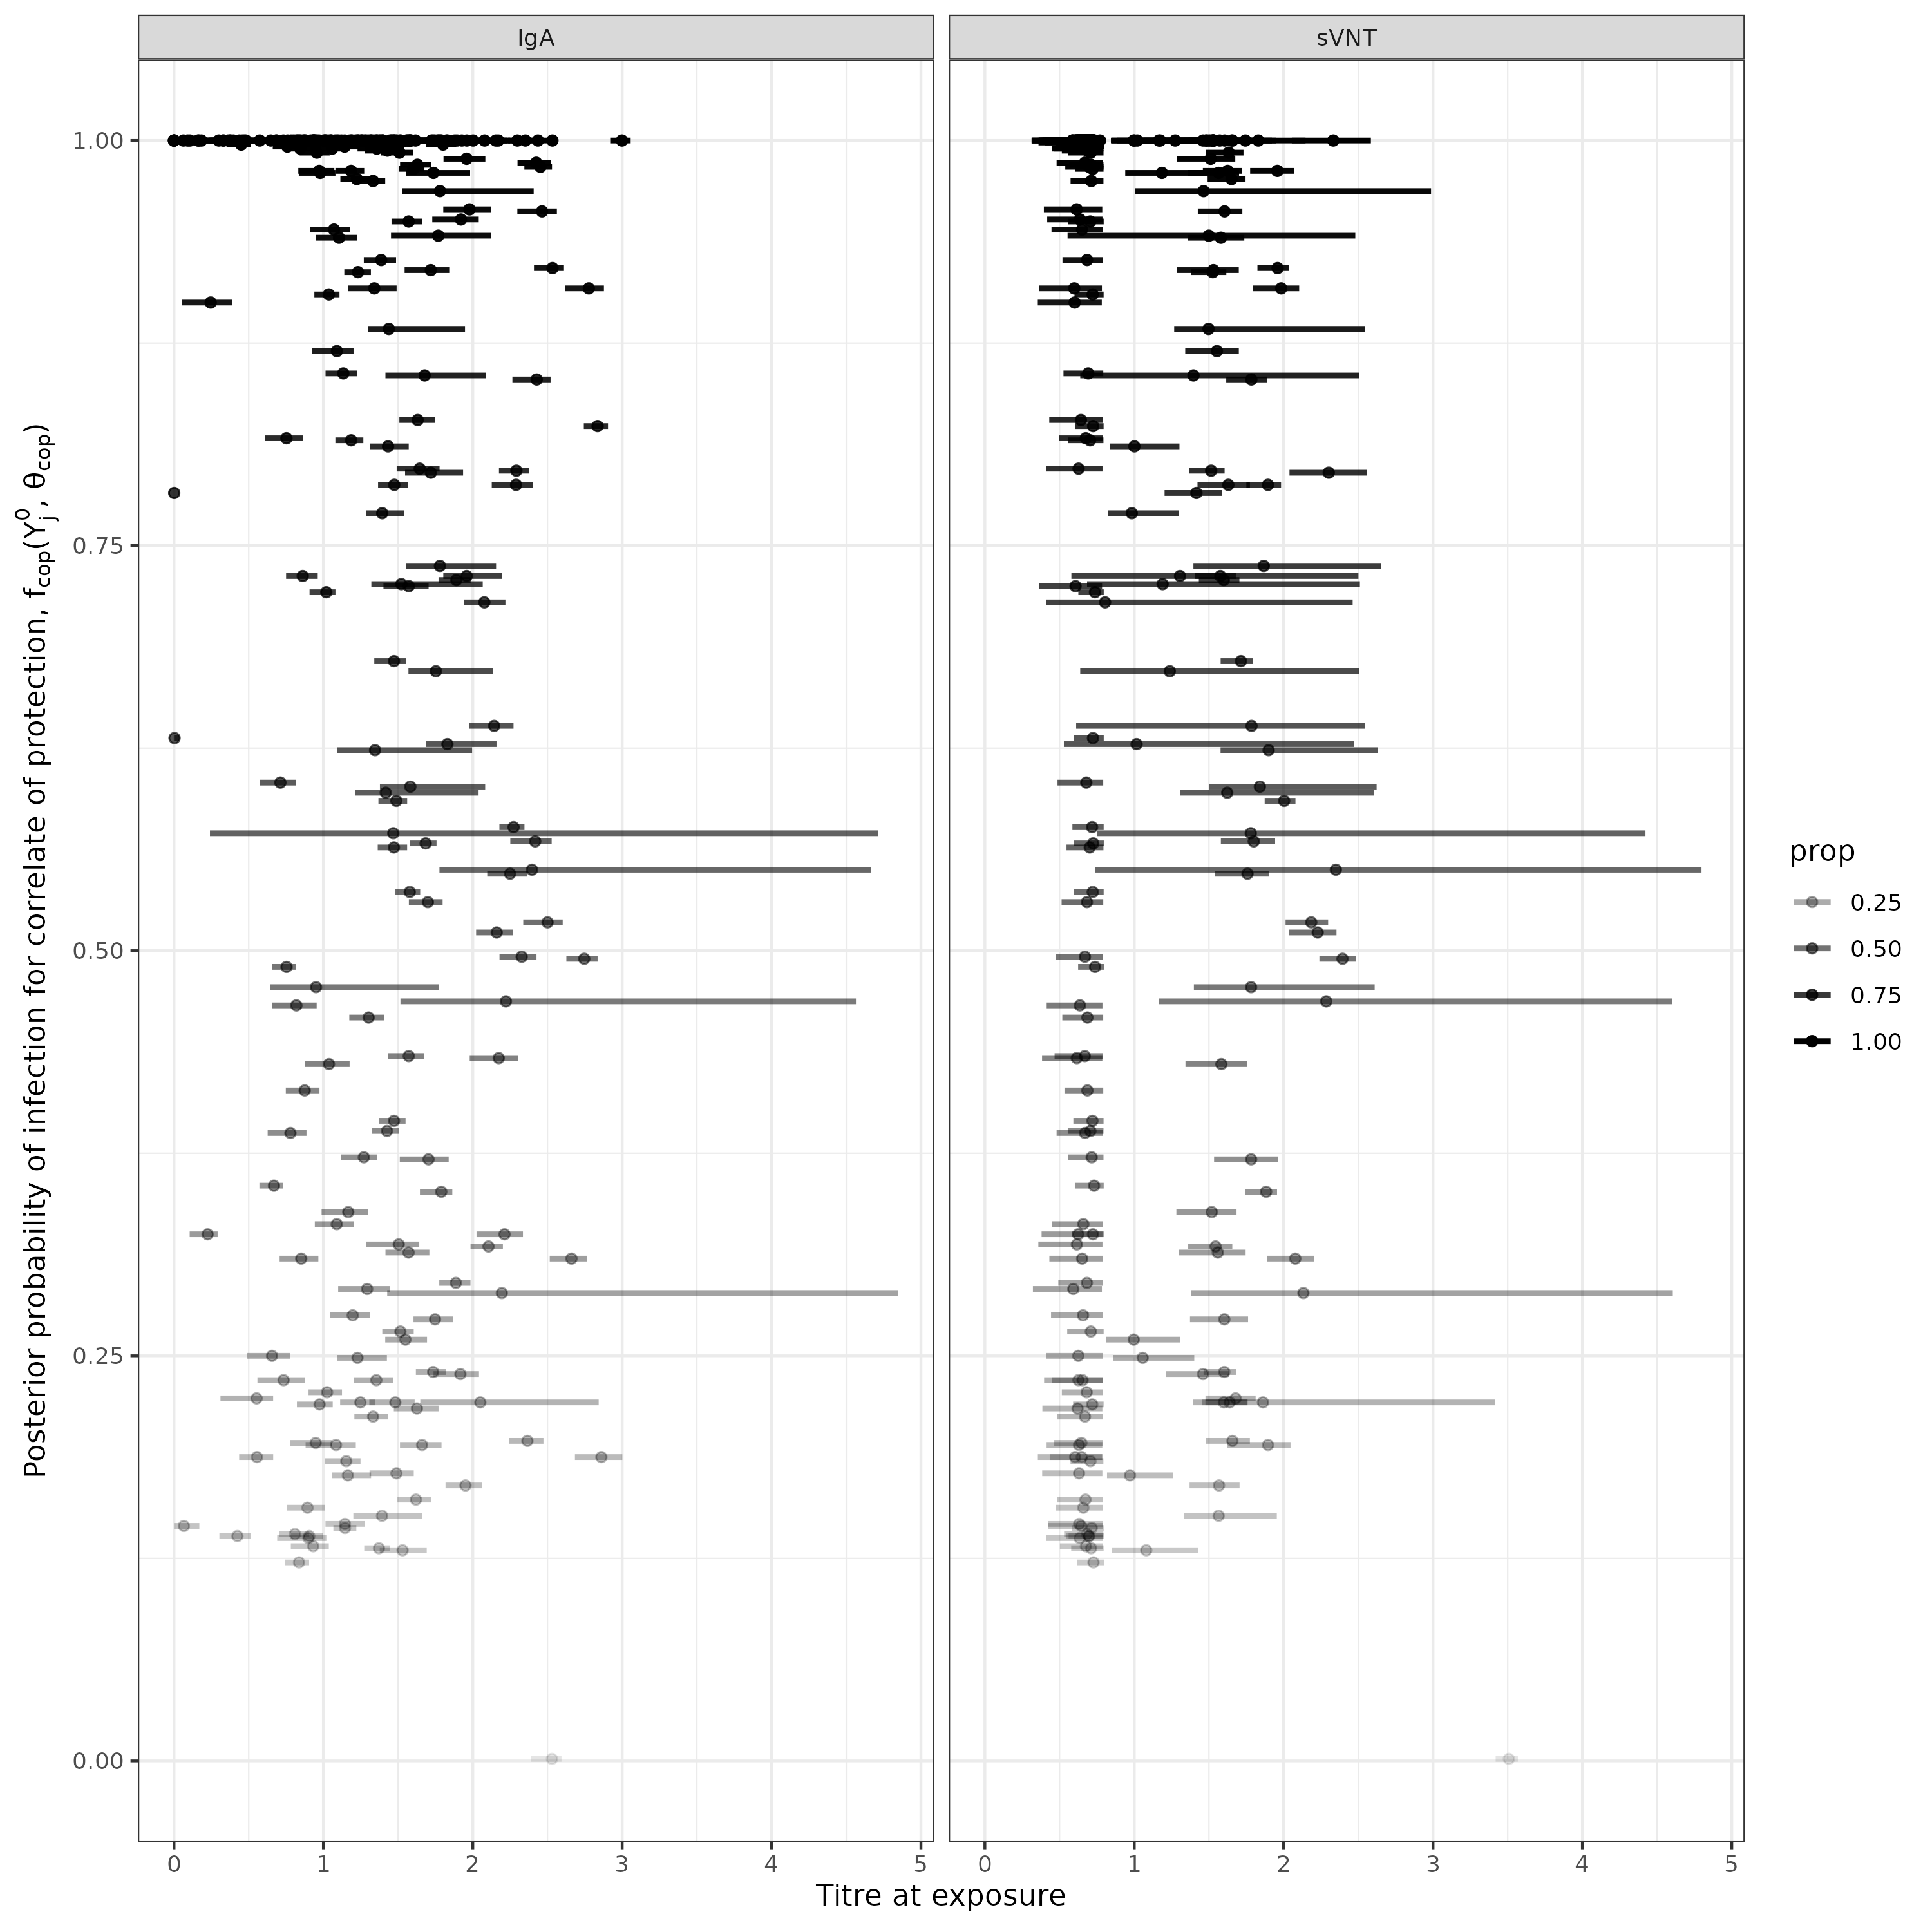 IgA
sVNT
Posterior probability of infection for correlate of protection, f_cop(Y_j^0, θ_cop)
1.00
0.75
0.50
0.25
0.00
0 1 2 3 4 5
0 1 2 3 4 5
Titre at exposure
prop
0.25
0.50
0.75
1.00